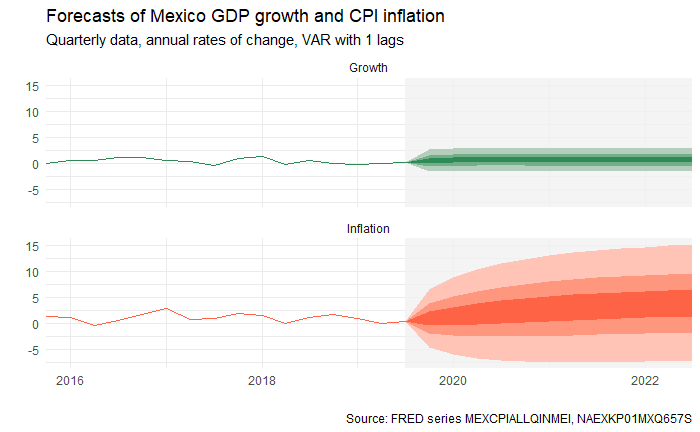 Forecasts of Mexico GDP growth and CPI inflation
Quarterly data, annual rates of change, VAR with 1 lags
Growth
15
10
5
0
-5
Inflation
15
10
5
0
-5
2016 2018 2020 2022
Source: FRED series MEXCPIALLQINMEI, NAEXKP01MXQ657S